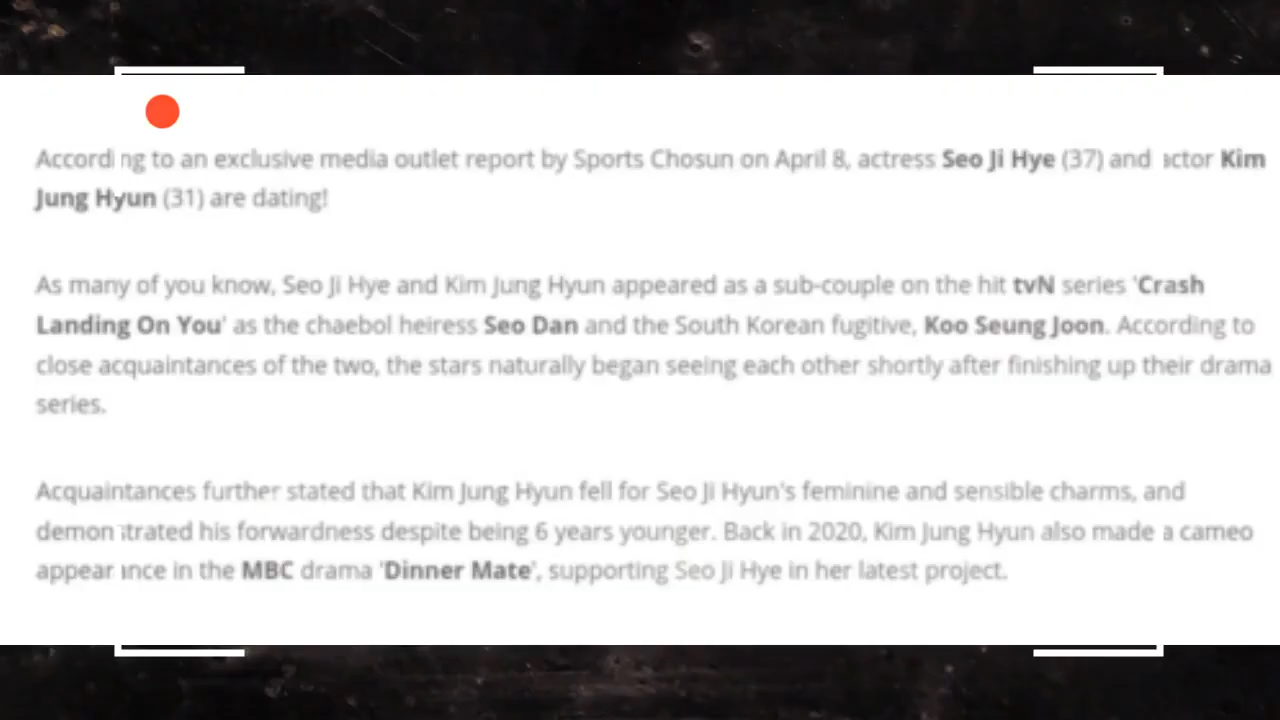 According to an exclusive media outlet report by Sports Chosun on April 8, actress Seo Ji Hye (37) and actor Kim
Jung Hyun (31) are dating!
As many of you know, Seo Ji Hye and Kim Jung Hyun appeared as a sub-couple on the hit tvN series 'Crash
Landing On You' as the chaebol heiress Seo Dan and the South Korean fugitive, Koo Seung Joon. According to
close acquaintances of the two, the stars naturally began seeing each other shortly after finishing up their drama
series.
Acquaintances further stated that Kim Jung Hyun fell for Seo Ji Hyun's feminine and sensible charms, and
demonstrated his forwardness despite being 6 years younger. Back in 2020, Kim Jung Hyun also made a cameo
appearance in the MBC drama 'Dinner Mate', supporting Seo Ji Hye in her latest project.